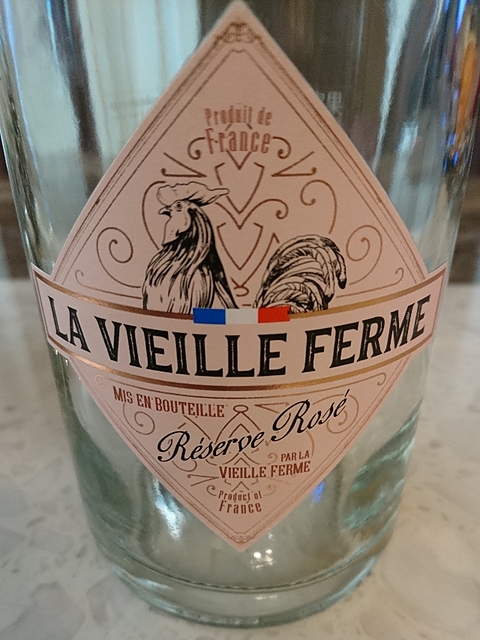 Produit de
France
LA VIEILLE FERME
MIS EN BOUTEILLE
Réserve Rosé
PAR LA
VIEILLE FERME
Product of
France